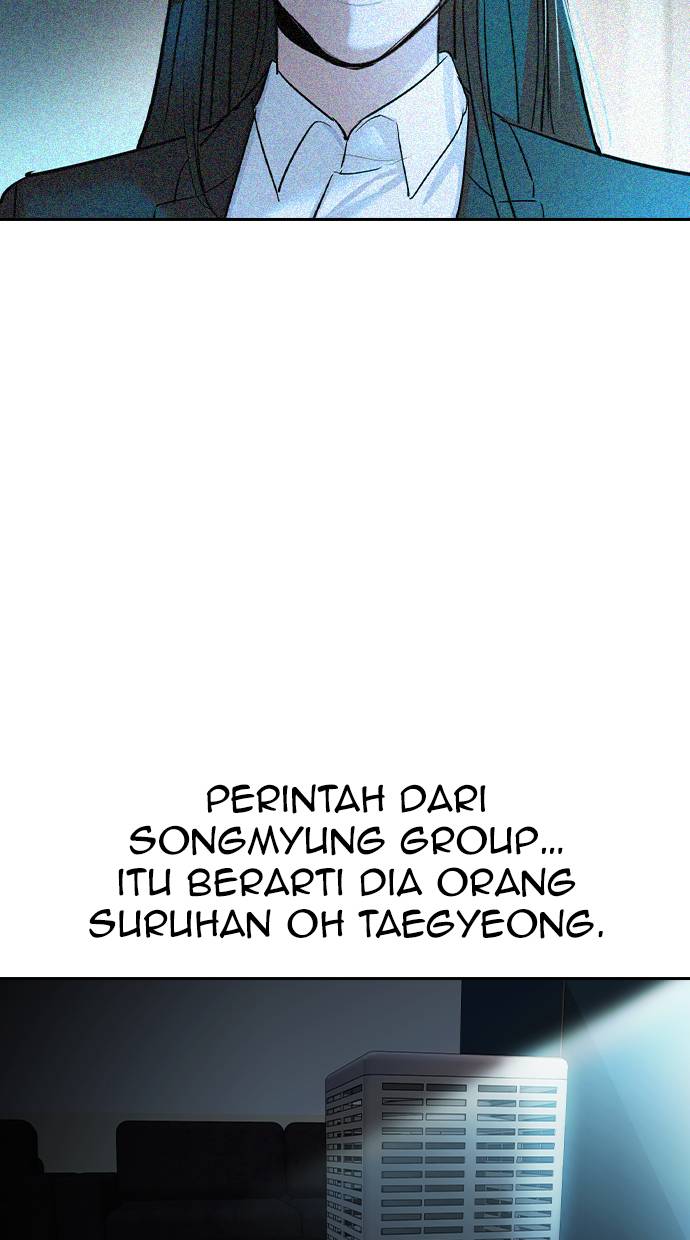 PERINTAH DARI
SONGMYUNG GROUP...
ITU BERARTI DIA ORANG
SURUHAN OH TAEGYEONG.